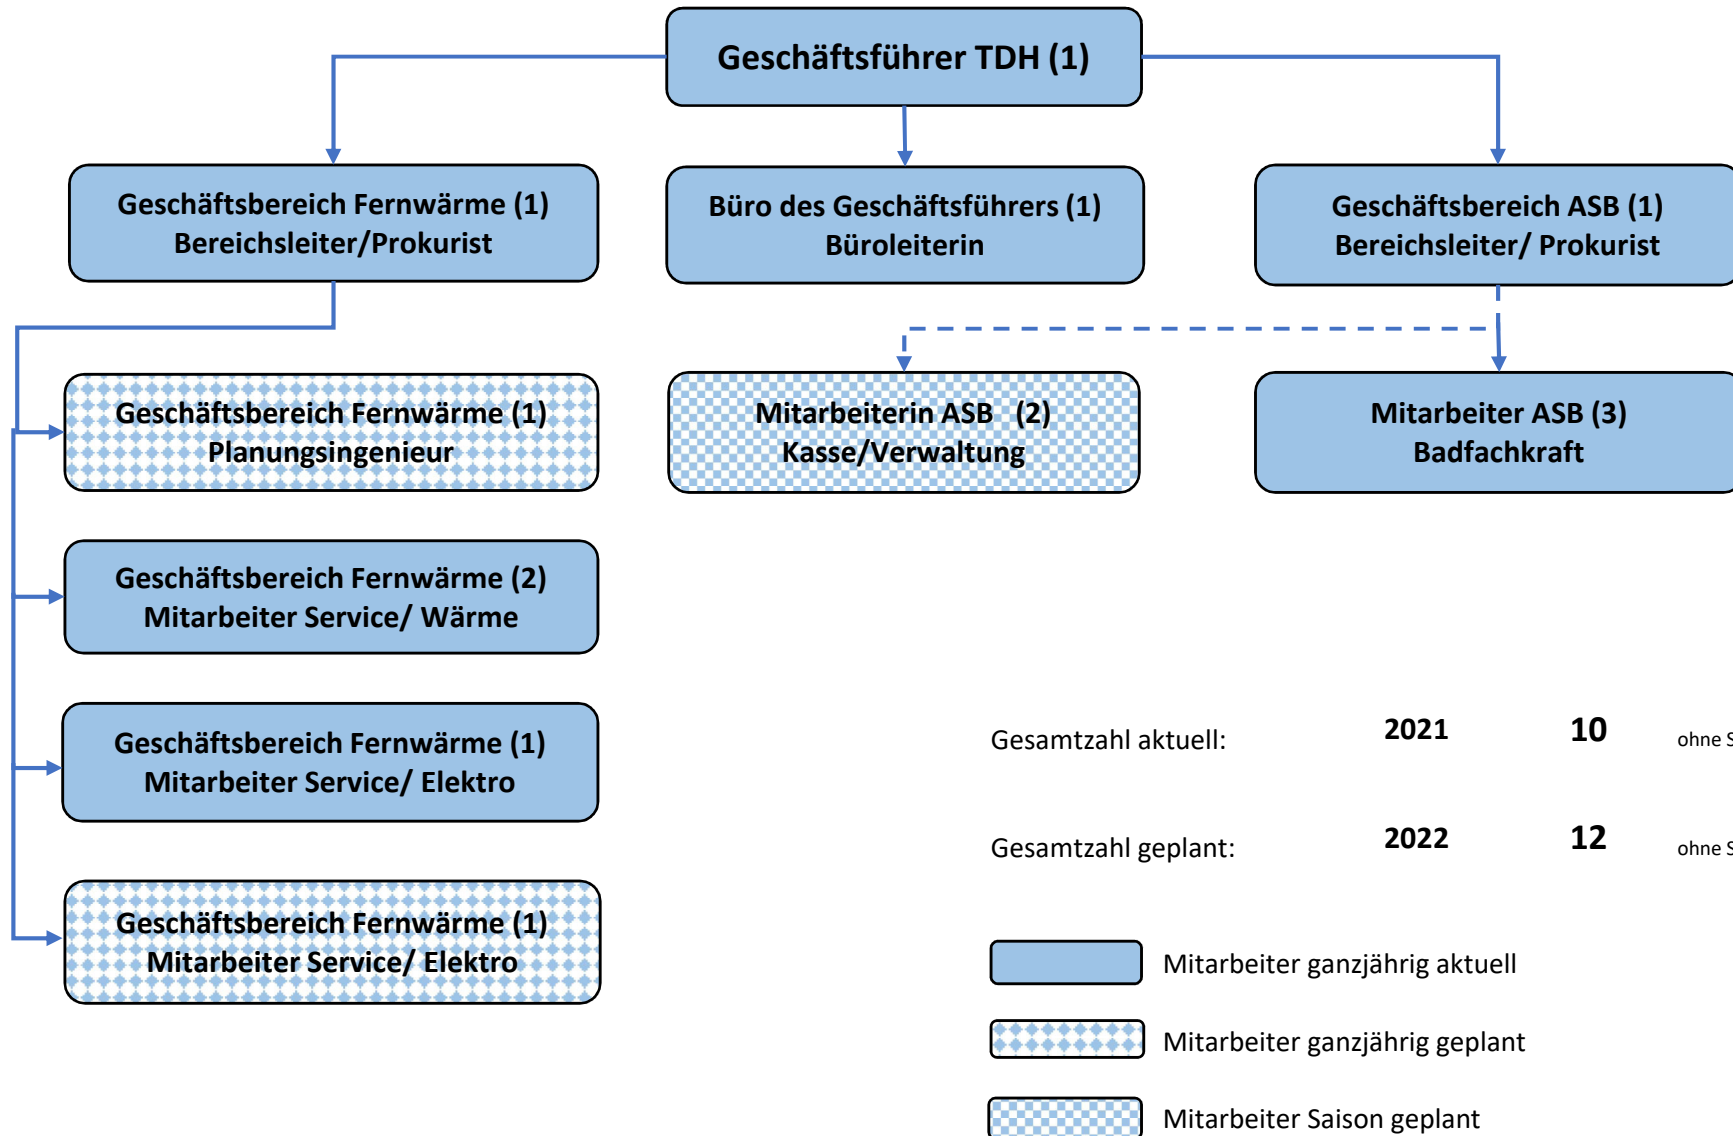 Geschäftsführer TDH (1)
Geschäftsbereich Fernwärme (1)
Bereichsleiter/Prokurist
Büro des Geschäftsführers (1)
Büroleiterin
Geschäftsbereich ASB (1)
Bereichsleiter/ Prokurist
Geschäftsbereich Fernwärme (1)
Planungsingenieur
Mitarbeiterin ASB (2)
Kasse/Verwaltung
Mitarbeiter ASB (3)
Badfachkraft
Geschäftsbereich Fernwärme (2)
Mitarbeiter Service/ Wärme
Geschäftsbereich Fernwärme (1)
Mitarbeiter Service/ Elektro
Geschäftsbereich Fernwärme (1)
Mitarbeiter Service/ Elektro
Gesamtzahl aktuell: 2021 10 ohne
Gesamtzahl geplant: 2022 12 ohne
Mitarbeiter ganzjährig aktuell
Mitarbeiter ganzjährig geplant
Mitarbeiter Saison geplant